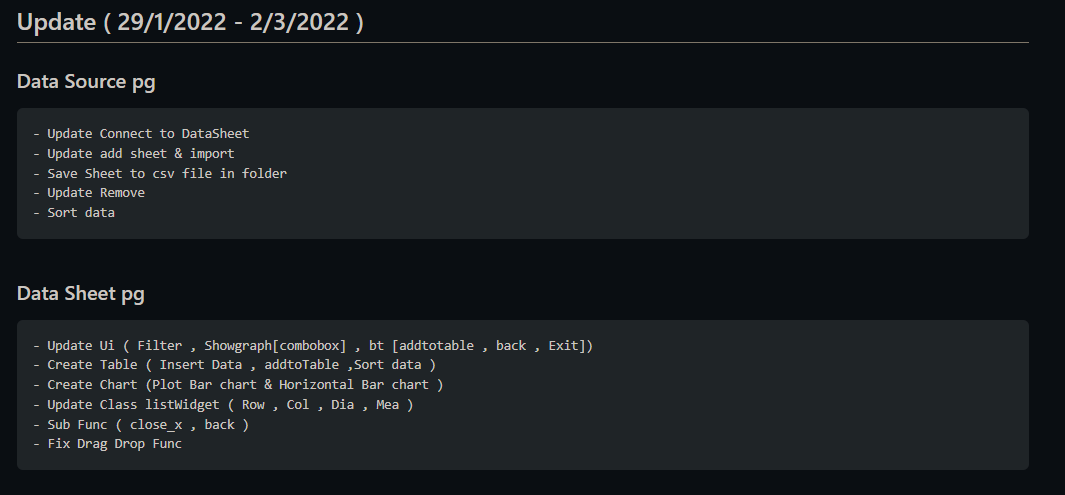 Update ( 29/1/2022 - 2/3/2022 )
Data Source pg
- Update Connect to DataSheet
- Update add sheet & import
- Save Sheet to csv file in folder
- Update Remove
- Sort data
Data Sheet pg
- Update Ui ( Filter , Showgraph[combobox] , bt [addtotable , back , Exit])
- Create Table ( Insert Data , addtoTable ,Sort data )
- Create Chart (Plot Bar chart & Horizontal Bar chart )
- Update Class listWidget ( Row , Col , Dia , Mea )
- Sub Func ( close_x , back )
- Fix Drag Drop Func